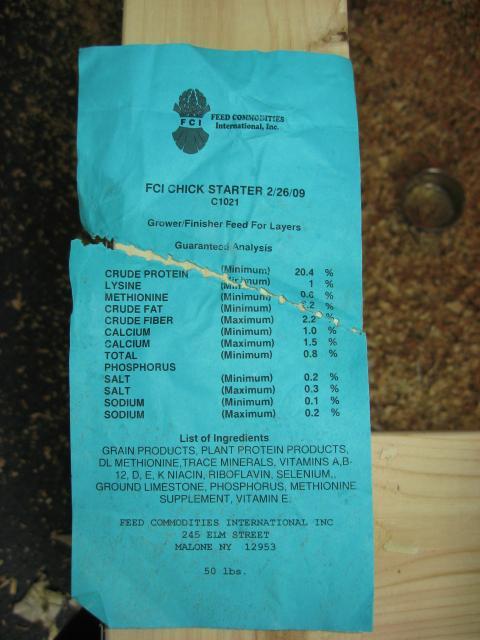 FCI
FEED COMMODITIES
International, Inc.
FCI CHICK STARTER 2/26/09
C1021
Grower/Finisher Feed For Layers
Guaranteed Analysis
CRUDE PROTEIN (Minimum) 20.4 %
LYSINE (Minimum) 1 %
METHIONINE (Minimum) %
CRUDE FAT (Minimum) %
CRUDE FIBER (Maximum) 2.2 %
CALCIUM (Minimum) 1.0 %
CALCIUM (Maximum) 1.5 %
TOTAL (Minimum) 0.8 %
PHOSPHORUS
SALT (Minimum) 0.2 %
SALT (Maximum) 0.3 %
SODIUM (Minimum) 0.1 %
SODIUM (Maximum) 0.2 %
List of Ingredients
GRAIN PRODUCTS, PLANT PROTEIN PRODUCTS,
DL METHIONINE,TRACE MINERALS, VITAMINS A,B-
12, D, E, K NIACIN, RIBOFLAVIN, SELENIUM,,
GROUND LIMESTONE, PHOSPHORUS, METHIONINE
SUPPLEMENT, VITAMIN E.
FEED COMMODITIES INTERNATIONAL INC
245 ELM STREET
MALONE NY 12953
50 lbs.